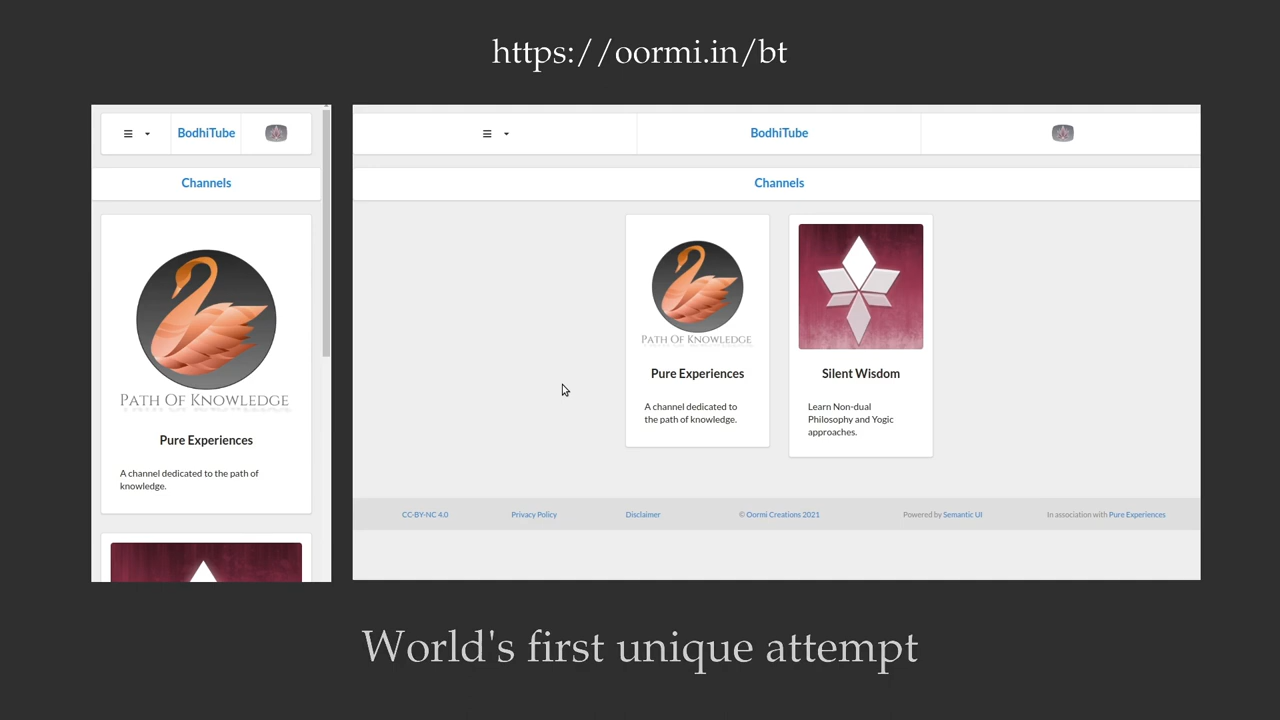 https://oormi.in/bt
BodhiTube
Channels
PATH OF KNOWLEDGE
Pure Experiences
A channel dedicated to the path of
knowledge.
BodhiTube
Channels
PATH OF KNOWLEDGE
Pure Experiences
A channel dedicated to
the path of knowledge.
Silent Wisdom
Learn Non-dual
Philosophy and Yogic
approaches.
CC-BY-NC 4.0 Privacy Policy Disclaimer © Oormi Creations 2021 Powered by Semantic UI In association with Pure Experiences
World's first unique attempt